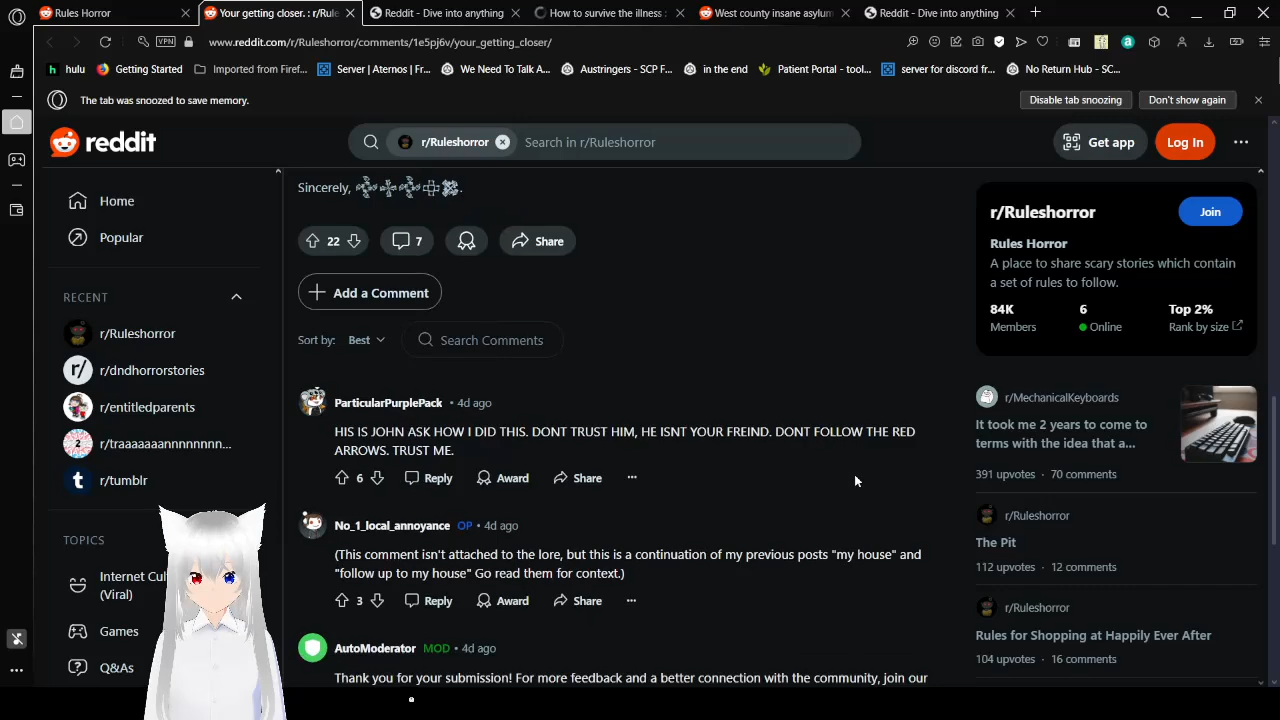 Rules Horror
Your getting closer. : r/Rule
Reddit - Dive into anything
How to survive the illness :
West county insane asylum
Reddit - Dive into anything
VPN
www.reddit.com/r/Ruleshorror/comments/1e5pj6v/your_getting_closer/
hulu
Getting Started
Imported from Firef...
Server | Aternos | Fr...
We Need To Talk A...
Austringers - SCP F...
in the end
Patient Portal - tool...
server for discord fr...
No Return Hub - SC...
The tab was snoozed to save memory.
Disable tab snoozing
Don't show again
reddit
r/Ruleshorror
Search in r/Ruleshorror
Get app
Log In
Home
Popular
RECENT
r/Ruleshorror
r/dndhorrorstories
r/entitledparents
r/traaaaaaannnnnnnn...
r/tumblr
TOPICS
Internet Cul
(Viral)
Games
Q&As
Sincerely,
22
7
Share
Add a Comment
Sort by:
Best
Search Comments
ParticularPurplePack • 4d ago
HIS IS JOHN ASK HOW I DID THIS. DONT TRUST HIM, HE ISNT YOUR FREIND. DONT FOLLOW THE RED
ARROWS. TRUST ME.
6
Reply
Award
Share
No_1_local_annoyance OP • 4d ago
(This comment isn't attached to the lore, but this is a continuation of my previous posts "my house" and
"follow up to my house" Go read them for context.)
3
Reply
Award
Share
AutoModerator MOD • 4d ago
Thank you for your submission! For more feedback and a better connection with the community, join our
r/Ruleshorror
Join
Rules Horror
A place to share scary stories which contain
a set of rules to follow.
84K
Members
6
Online
Top 2%
Rank by size
r/MechanicalKeyboards
It took me 2 years to come to
terms with the idea that a...
391 upvotes • 70 comments
r/Ruleshorror
The Pit
112 upvotes • 12 comments
r/Ruleshorror
Rules for Shopping at Happily Ever After
104 upvotes • 16 comments